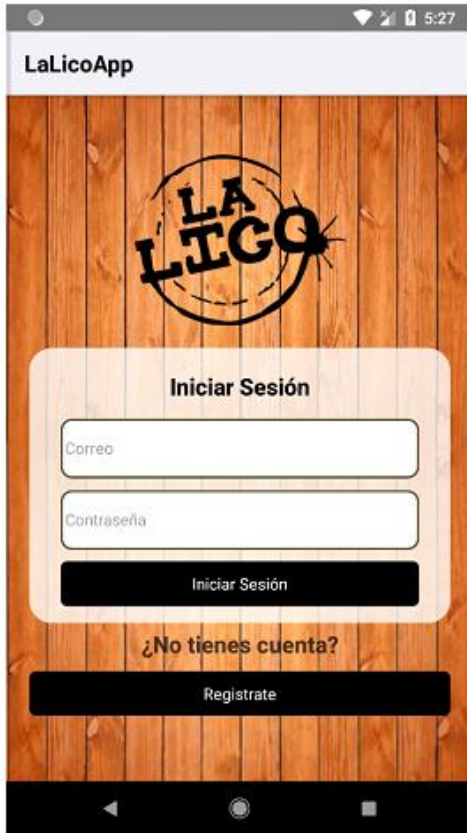 5:27
LaLicoApp
LA
LICO
Iniciar Sesión
Correo
Contraseña
Iniciar Sesión
¿No tienes cuenta?
Registrate